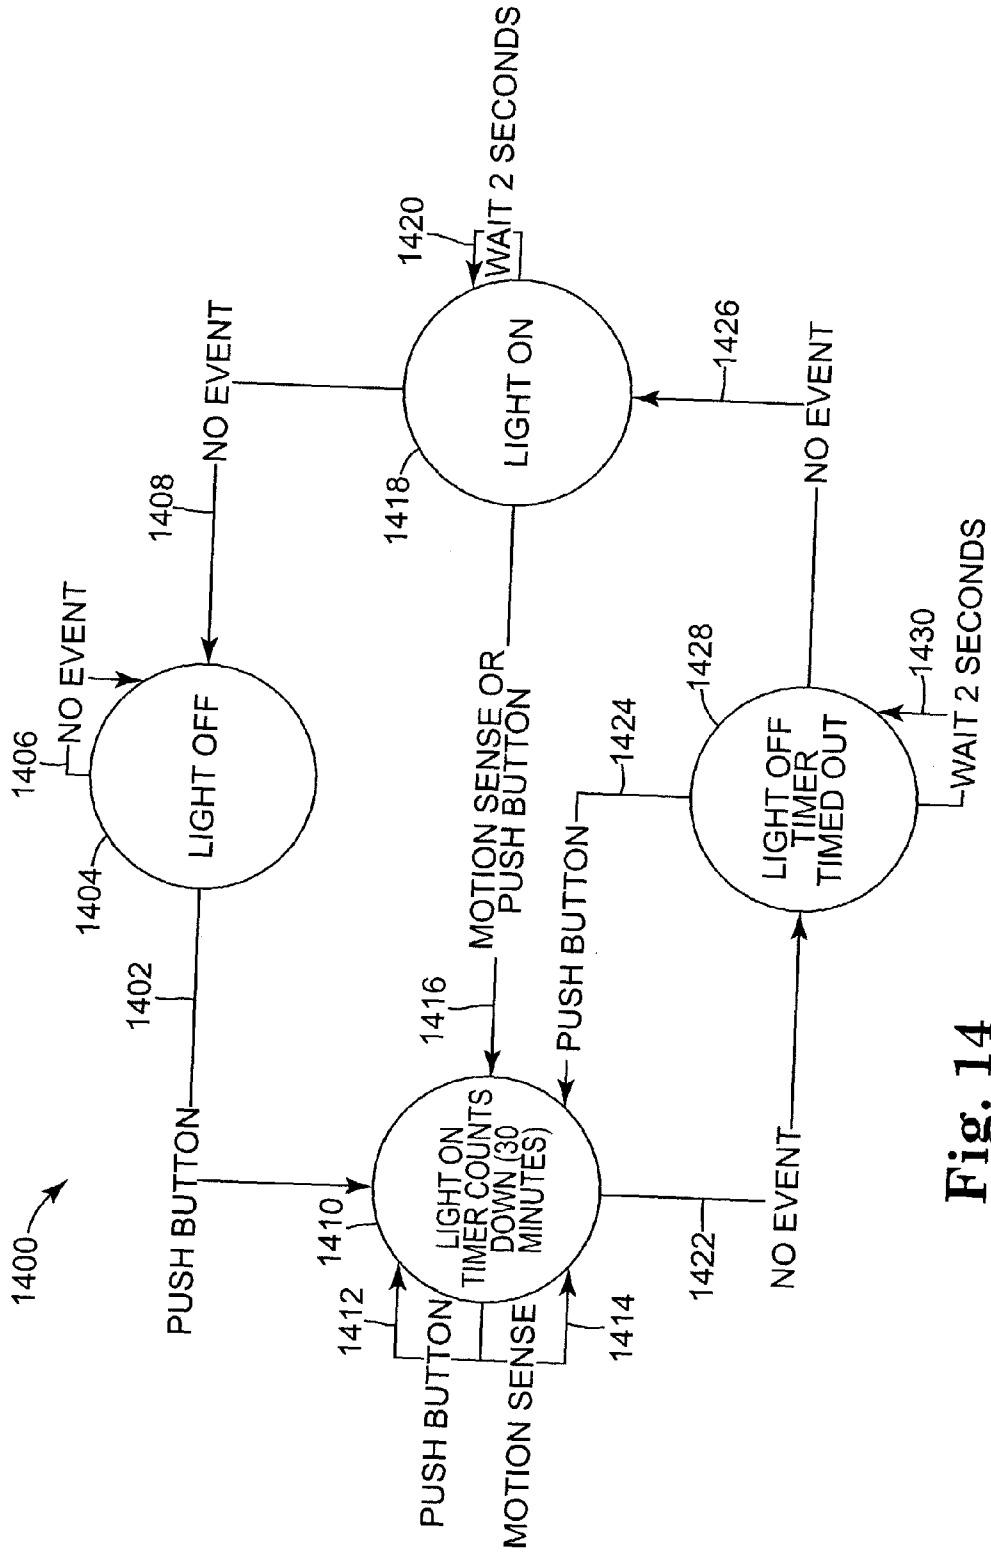 1400
PUSH BUTTON
1402
1404
LIGHT OFF
1406
NO EVENT
1408
NO EVENT
1410
LIGHT ON
TIMER COUNTS
DOWN (30
MINUTES)
1412
PUSH BUTTON
MOTION SENSE
1414
1416
MOTION SENSE OR
PUSH BUTTON
1418
LIGHT ON
1420
WAIT 2 SECONDS
1422
NO EVENT
PUSH BUTTON
1424
1428
LIGHT OFF
TIMER
TIMED OUT
1430
WAIT 2 SECONDS
NO EVENT
1426
Fig. 14